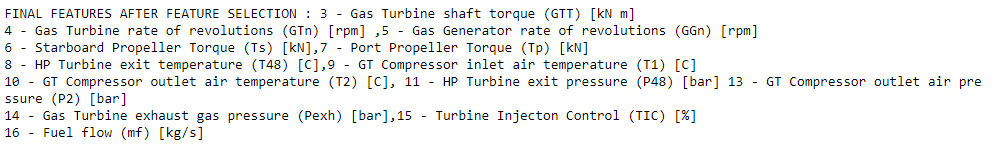 FINAL FEATURES AFTER FEATURE SELECTION : 3 - Gas Turbine shaft torque (GTT) [kN m]
4 - Gas Turbine rate of revolutions (GTn) [rpm] ,5 - Gas Generator rate of revolutions (GGn) [rpm]
6 - Starboard Propeller Torque (Ts) [kN],7 - Port Propeller Torque (Tp) [kN]
8 - HP Turbine exit temperature (T48) [C],9 - GT Compressor inlet air temperature (T1) [C]
10 - GT Compressor outlet air temperature (T2) [C], 11 - HP Turbine exit pressure (P48) [bar] 13 - GT Compressor outlet air pre
ssure (P2) [bar]
14 - Gas Turbine exhaust gas pressure (Pexh) [bar],15 - Turbine Injecton Control (TIC) [%]
16 - Fuel flow (mf) [kg/s]